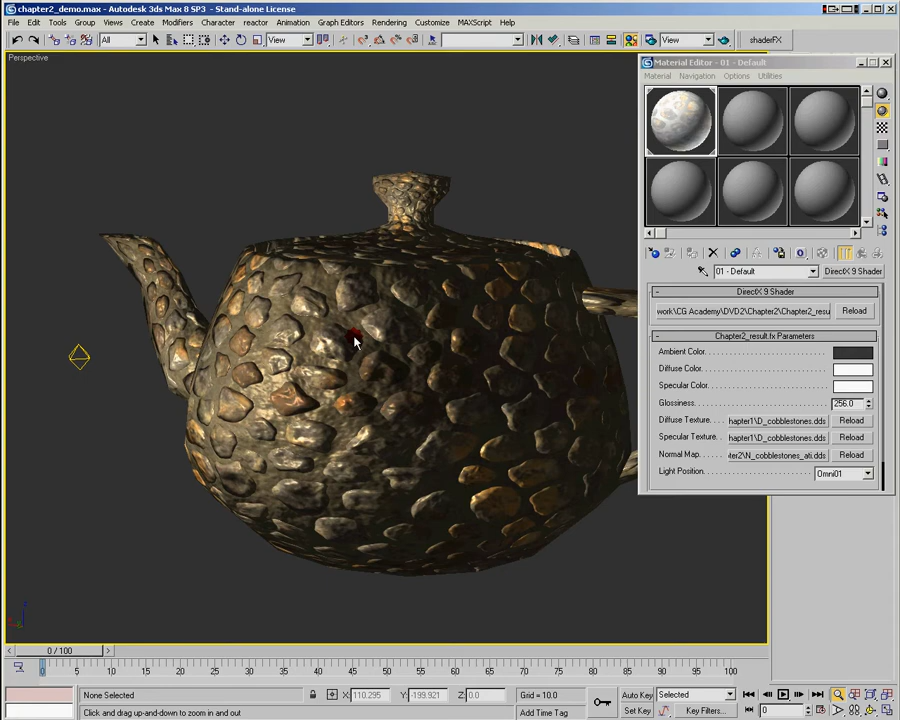 chapter2_demo.max - Autodesk 3ds Max 8 SP3 - Stand-alone License
File Edit Tools Group Views Create Modifiers Character reactor Animation Graph Editors Rendering Customize MAXScript Help
All View View shaderFX
Perspective
Material Editor - 01 - Default
Material Navigation Options Utilities
01 - Default DirectX 9 Shader
DirectX 9 Shader
work\CG Academy\DVD2\Chapter2\Chapter2_resu Reload
Chapter2_result.fx Parameters
Ambient Color
Diffuse Color
Specular Color
Glossiness 256.0
Diffuse Texture hapter1\D_cobblestones.dds Reload
Specular Texture hapter1\D_cobblestones.dds Reload
Normal Map ter2\N_cobblestones_ati.dds Reload
Light Position Omni01
0 / 100
0 5 10 15 20 25 30 35 40 45 50 55 60 65 70 75 80 85 90 95 100
None Selected X: 110.295 Y: -199.921 Z: 0.0 Grid = 10.0 Auto Key Selected
Click and drag up-and-down to zoom in and out Add Time Tag Set Key Key Filters... 0